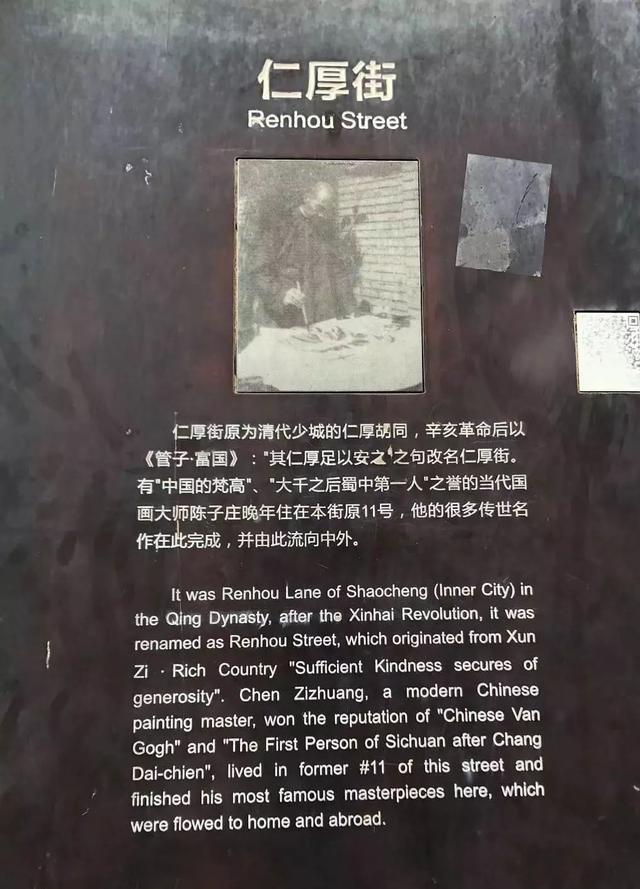 仁厚街
Renhou Street
仁厚街原为清代少城的仁厚胡同，辛亥革命后以
《管子·富国》："其仁厚足以安之"之句改名仁厚街。
有"中国的梵高"、"大千之后蜀中第一人"之誉的当代国
画大师陈子庄晚年住在本街原11号，他的很多传世名
作在此完成，并由此流向中外。
It was Renhou Lane of Shaocheng (Inner City) in
the Qing Dynasty, after the Xinhai Revolution, it was
renamed as Renhou Street, which originated from Xun
Zi · Rich Country "Sufficient Kindness secures of
generosity". Chen Zizhuang, a modern Chinese
painting master, won the reputation of "Chinese Van
Gogh" and "The First Person of Sichuan after Chang
Dai-chien", lived in former #11 of this street and
finished his most famous masterpieces here, which
were flowed to home and abroad.